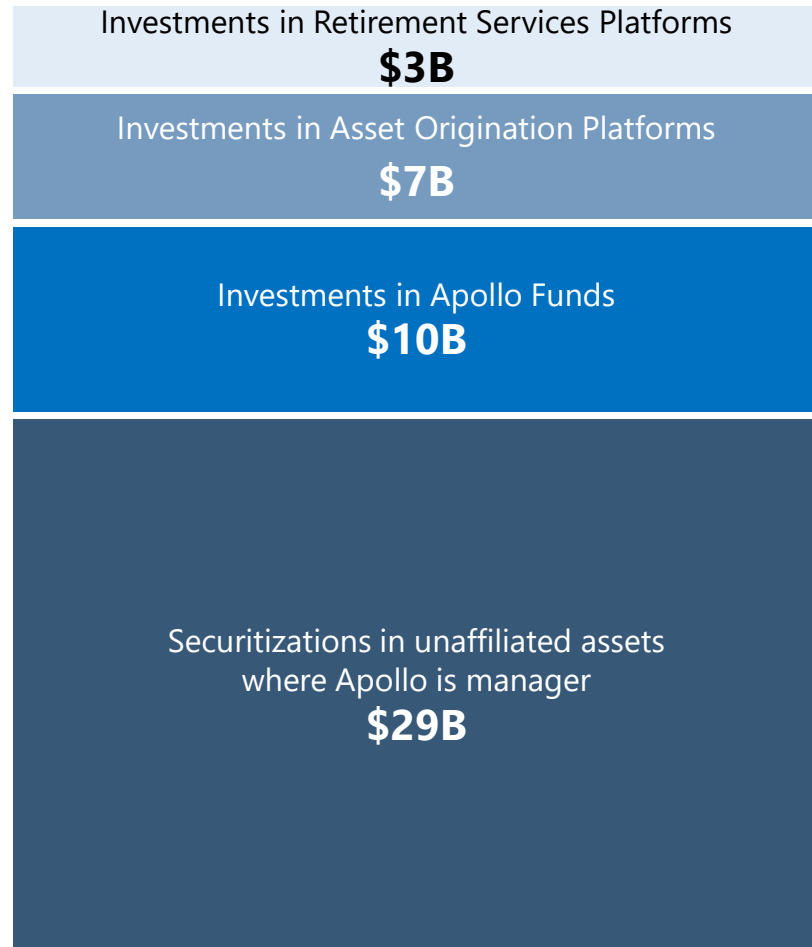 Investments in Retirement Services Platforms
$3B
Investments in Asset Origination Platforms
$7B
Investments in Apollo Funds
$10B
Securitizations in unaffiliated assets
where Apollo is manager
$29B